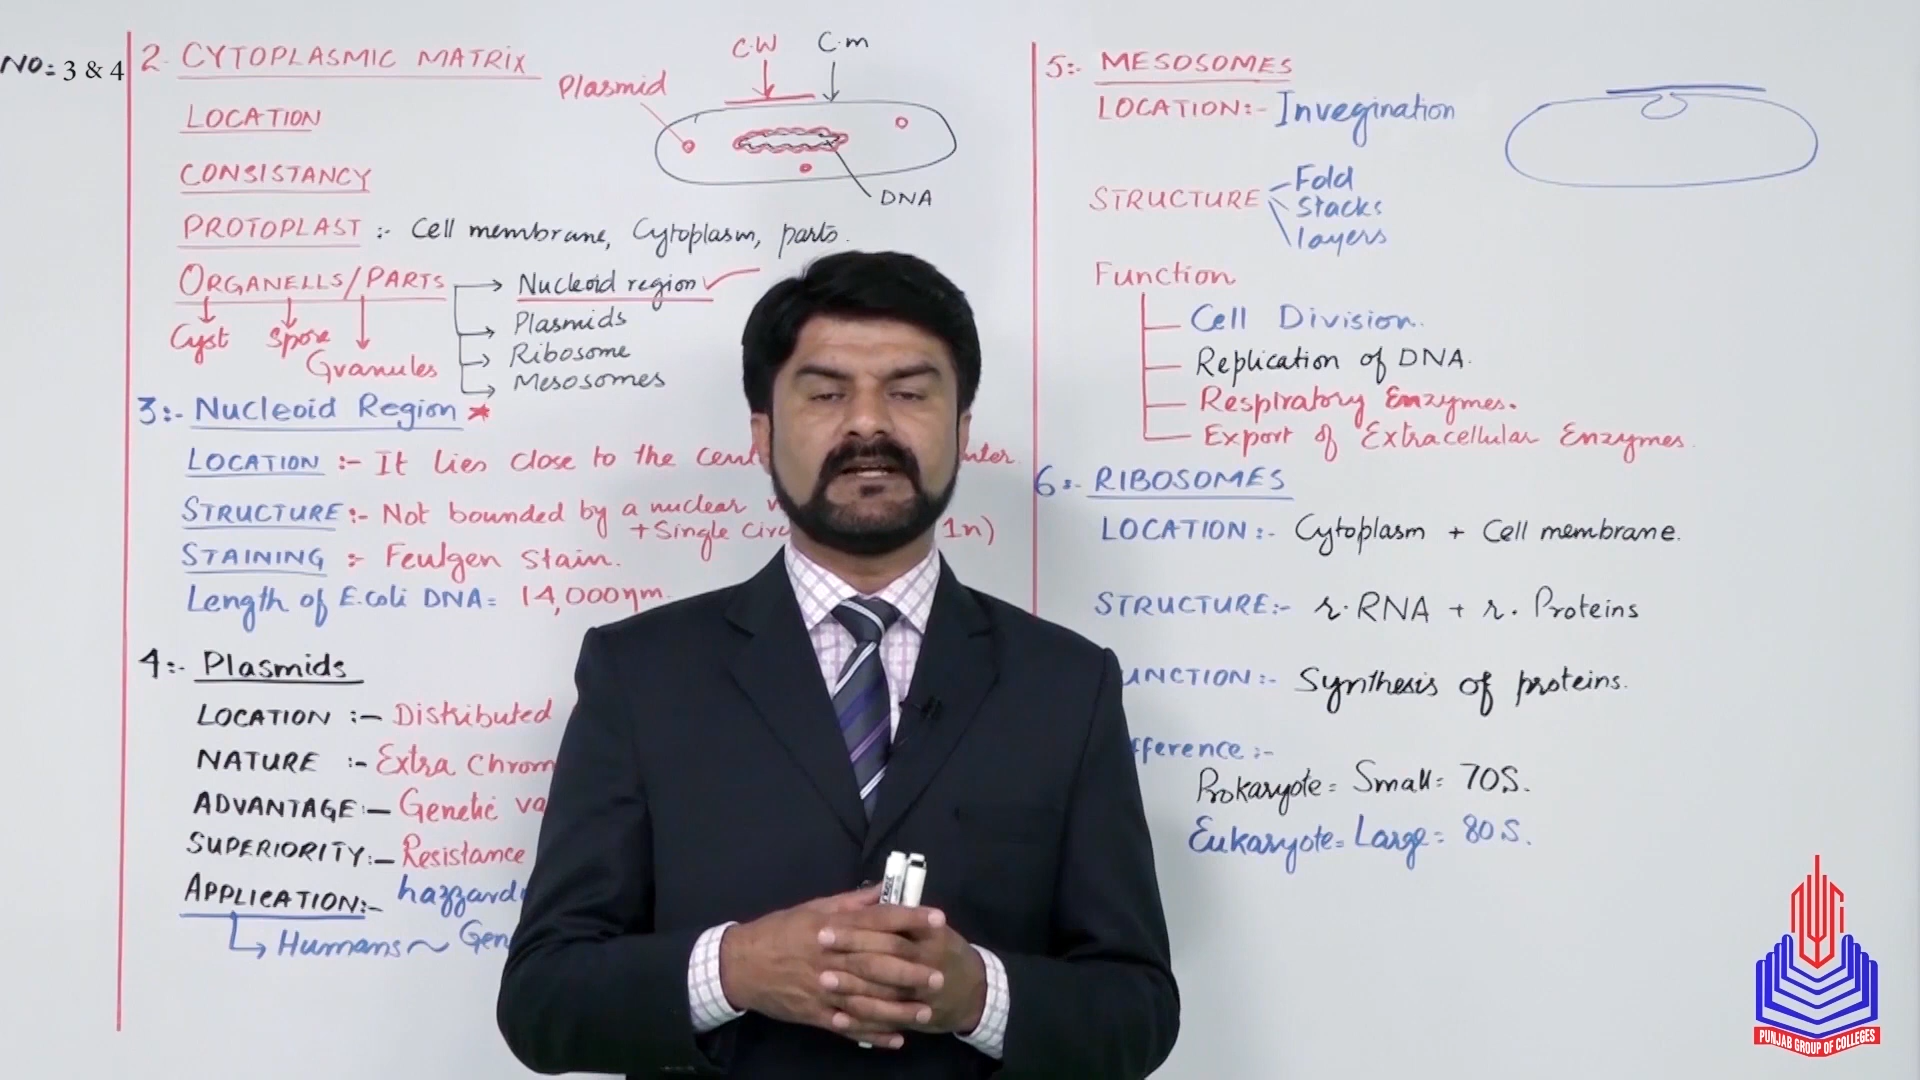 NO:- 3 & 4
2. CYTOPLASMIC MATRIX
LOCATION
CONSISTANCY
PROTOPLAST :- Cell membrane, Cytoplasm, parts.
ORGANELLS/PARTS
Nucleoid region
Plasmids
Ribosome
Mesosomes
Cyst
Spore
Granules
C.W
C.m
Plasmid
DNA
3:- Nucleoid Region
LOCATION :- It lies close to the
STRUCTURE :- Not bounded by a nuclear
+Single 1n)
STAINING :- Feulgen Stain.
Length of E.coli DNA = 14,000ηm.
4:- Plasmids
LOCATION :- Distributed
NATURE :- Extra
ADVANTAGE :- Genetic
SUPERIORITY:- Resistance
APPLICATION:-
Humans
5:- MESOSOMES
LOCATION:- Invegination
STRUCTURE
Fold
Stacks
layers
Function
Cell Division.
Replication of DNA.
Respiratory Enzymes.
Export of Extracellular Enzymes.
6:- RIBOSOMES
LOCATION :- Cytoplasm + Cell membrane.
STRUCTURE:- r.RNA + r.Proteins
UNCTION :- Synthesis of proteins.
fference :-
Prokaryote = Small = 70S.
Eukaryote = Large = 80S.
PUNJAB GROUP OF COLLEGES